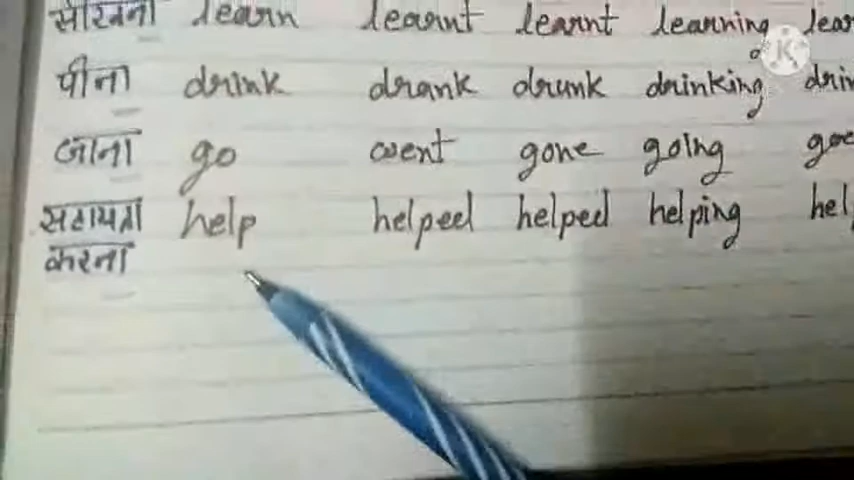 सीखना learn learnt learnt learning
पीना drink drank drunk drinking
जाना go went gone going
सहायता help helped helped helping
करना